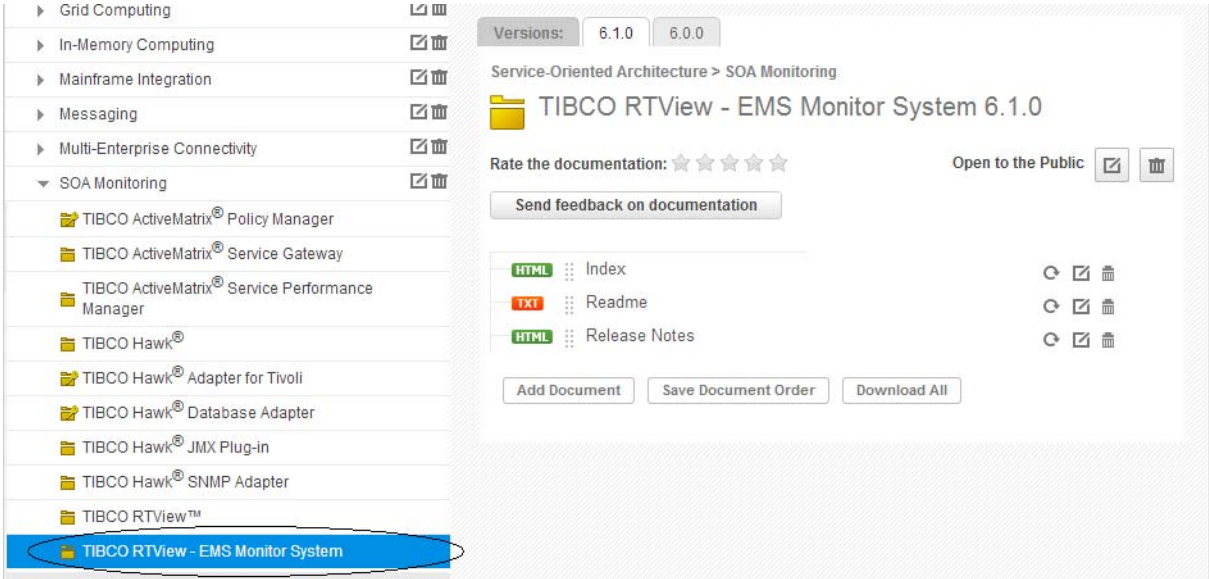 Grid Computing
In-Memory Computing
Mainframe Integration
Messaging
Multi-Enterprise Connectivity
SOA Monitoring
TIBCO ActiveMatrix® Policy Manager
TIBCO ActiveMatrix® Service Gateway
TIBCO ActiveMatrix® Service Performance
Manager
TIBCO Hawk®
TIBCO Hawk® Adapter for Tivoli
TIBCO Hawk® Database Adapter
TIBCO Hawk® JMX Plug-in
TIBCO Hawk® SNMP Adapter
TIBCO RTView™
TIBCO RTView - EMS Monitor System
Versions: 6.1.0 6.0.0
Service-Oriented Architecture > SOA Monitoring
TIBCO RTView - EMS Monitor System 6.1.0
Rate the documentation: Open to the Public
Send feedback on documentation
HTML Index
TXT Readme
HTML Release Notes
Add Document Save Document Order Download All